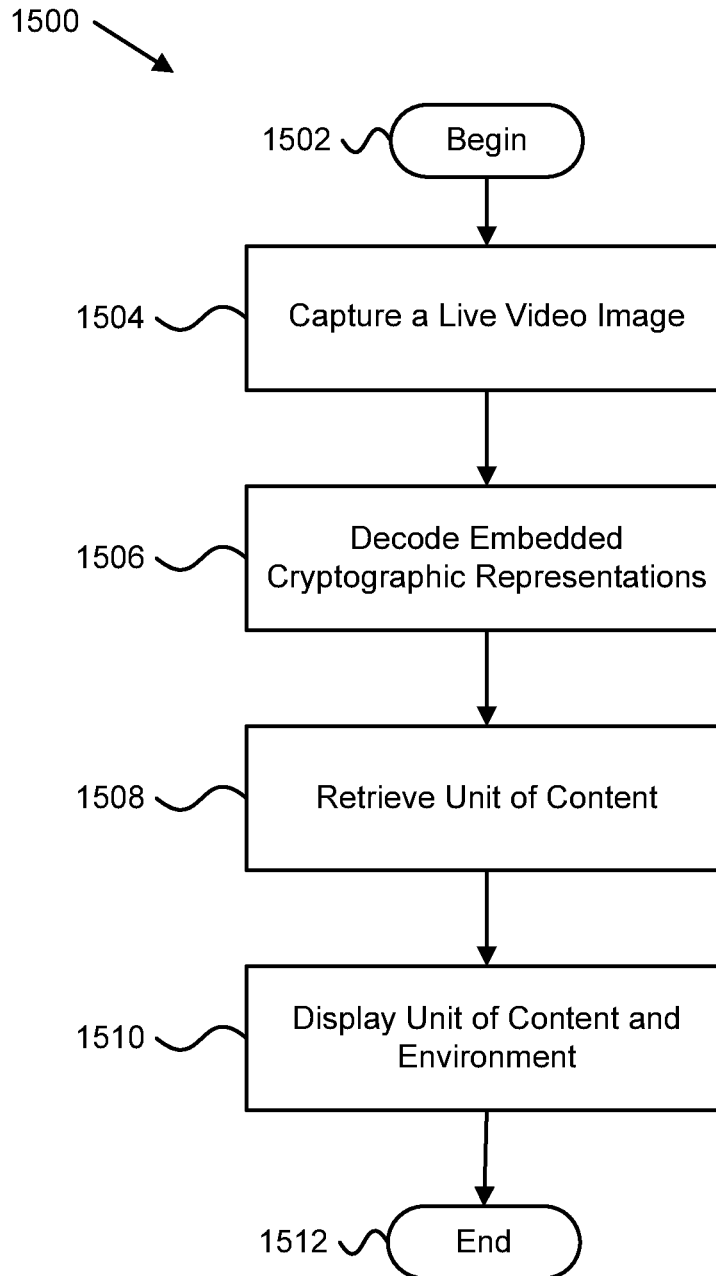 1500
1502
Begin
1504
Capture a Live Video Image
1506
Decode Embedded
Cryptographic Representations
1508
Retrieve Unit of Content
1510
Display Unit of Content and
Environment
1512
End